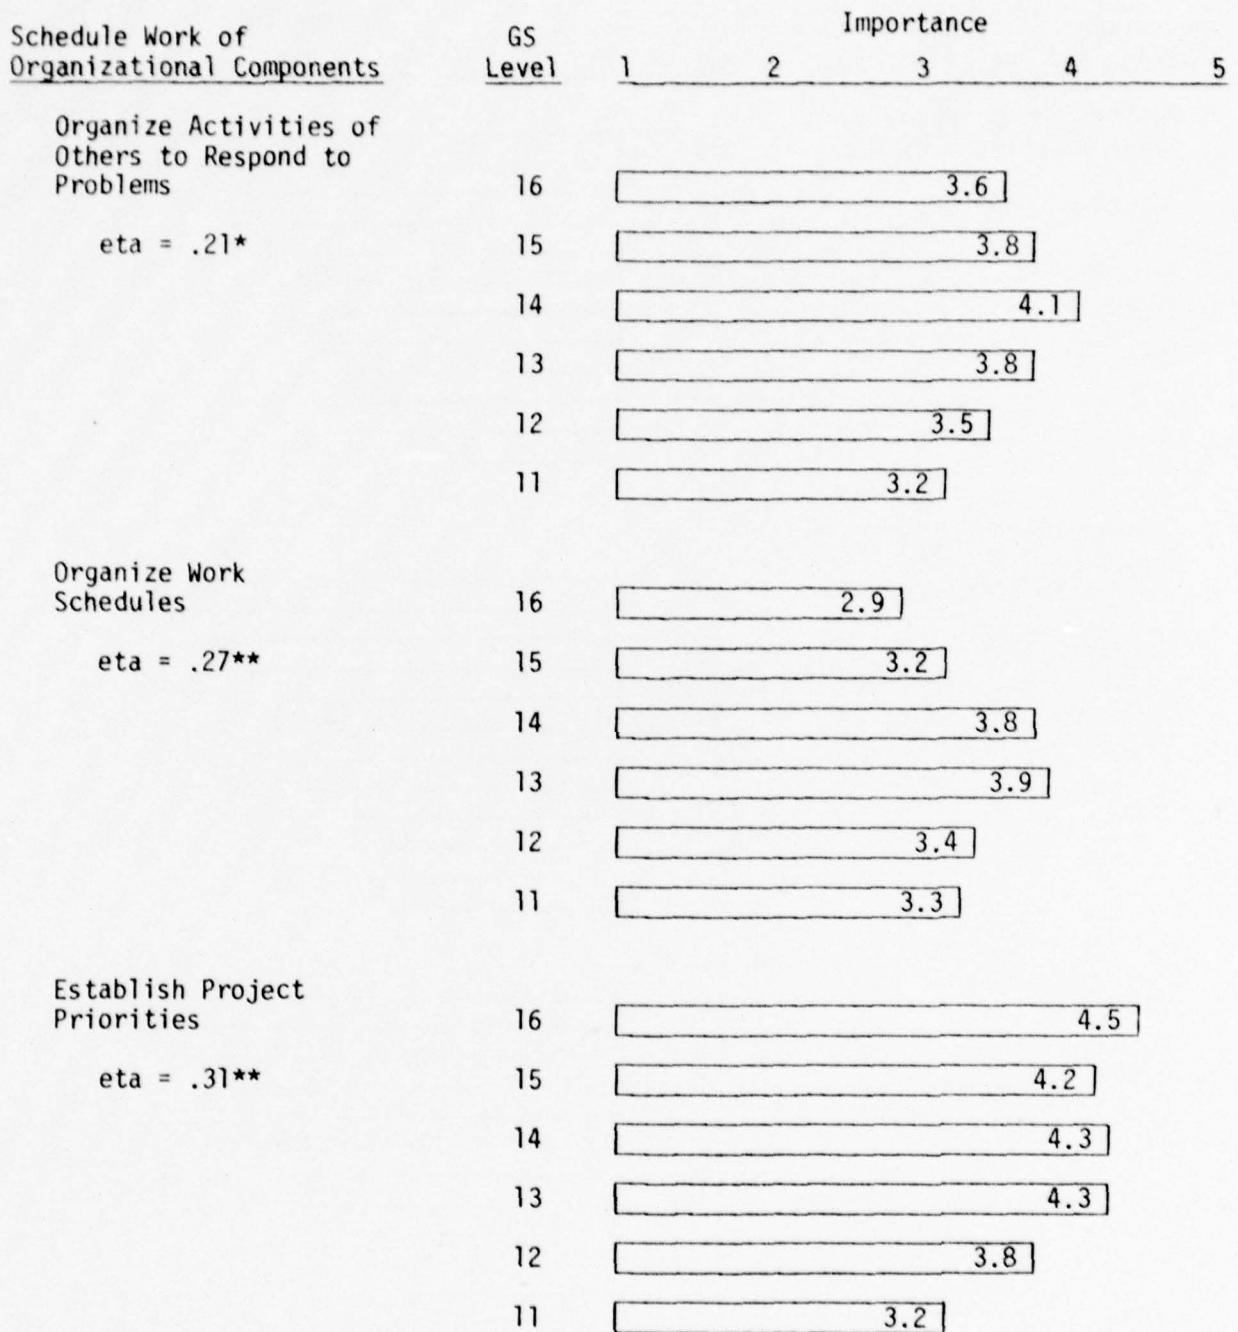 Importance
Schedule Work of GS
Organizational Components Level 1 2 3 4 5
Organize Activities of
Others to Respond to
Problems 16 3.6
eta = .21* 15 3.8
14 4.1
13 3.8
12 3.5
11 3.2
Organize Work
Schedules 16 2.9
eta = .27** 15 3.2
14 3.8
13 3.9
12 3.4
11 3.3
Establish Project
Priorities 16 4.5
eta = .31** 15 4.2
14 4.3
13 4.3
12 3.8
11 3.2